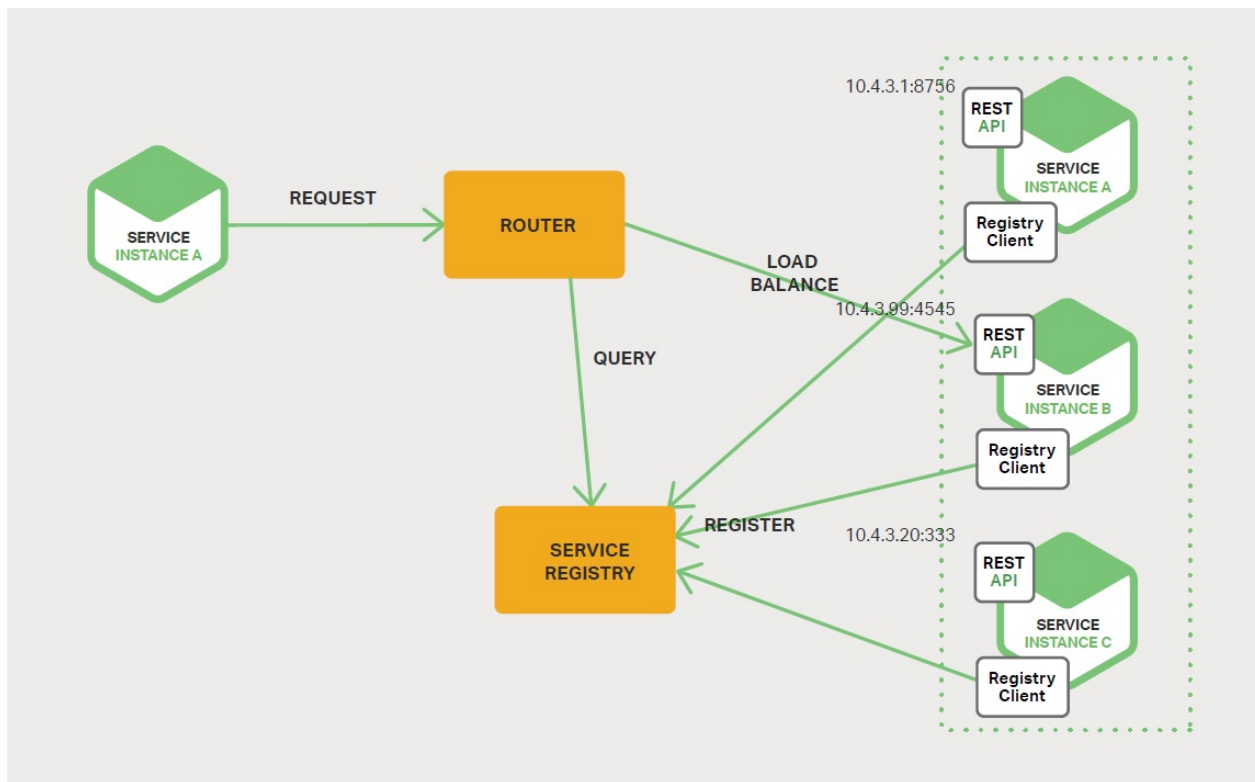 10.4.3.1:8756
REST
API
SERVICE
INSTANCE A
Registry
Client
REQUEST
SERVICE
INSTANCE A
ROUTER
LOAD
BALANCE
10.4.3.99:4545
REST
API
SERVICE
INSTANCE B
Registry
Client
QUERY
REGISTER
SERVICE
REGISTRY
10.4.3.20:333
REST
API
SERVICE
INSTANCE C
Registry
Client